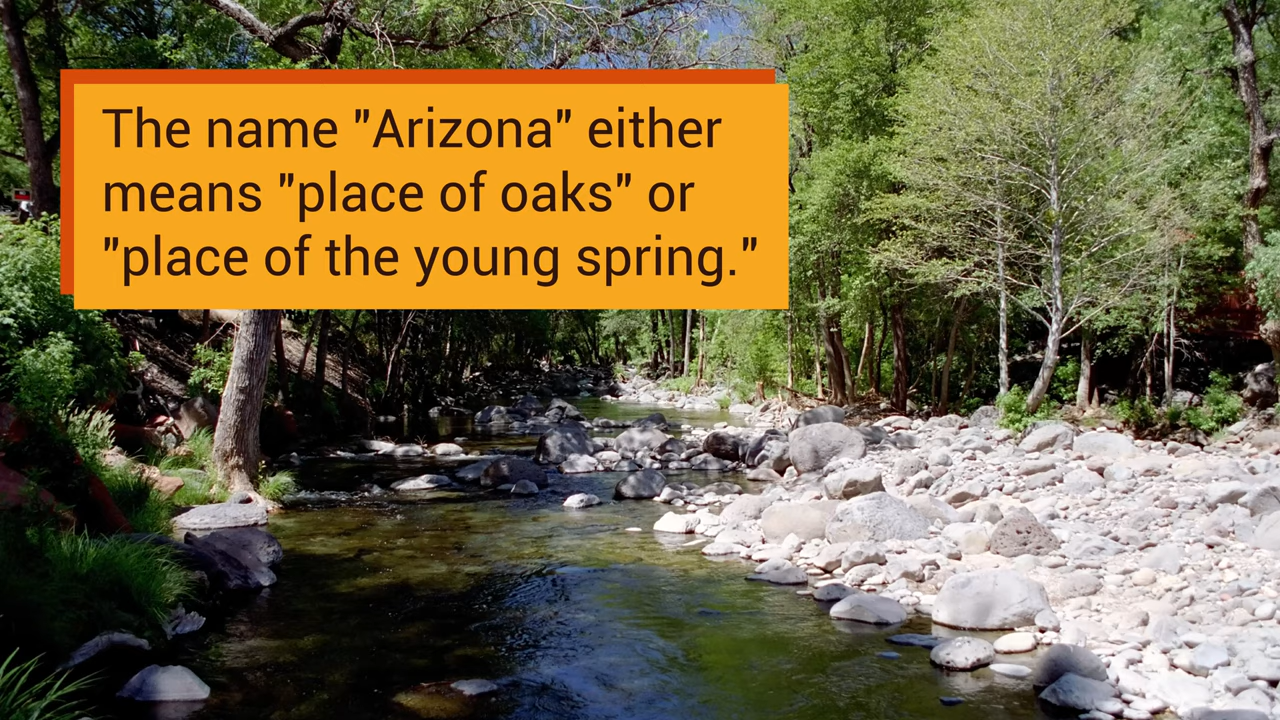 The name "Arizona" either
means "place of oaks" or
"place of the young spring."